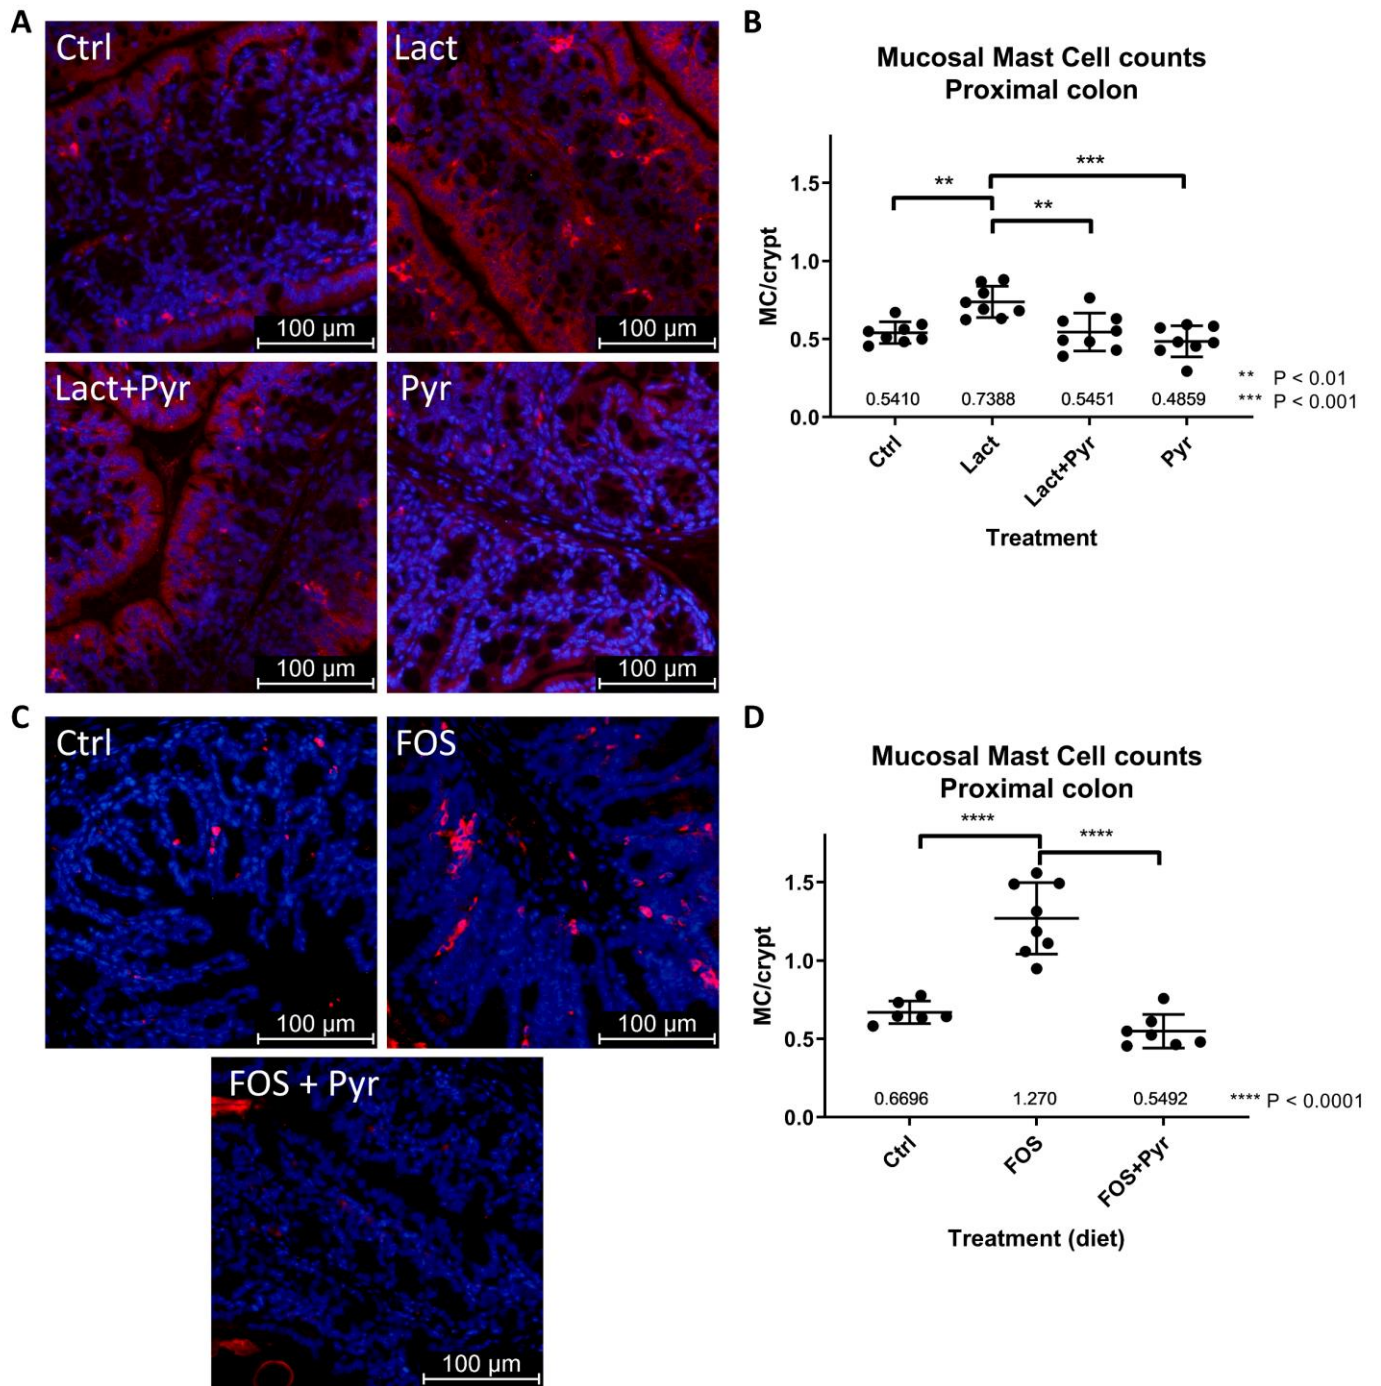 A
Ctrl
100 µm
Lact
100 µm
Lact+Pyr
100 µm
Pyr
100 µm
B
Mucosal Mast Cell counts
Proximal colon
MC/crypt
1.5
1.0
0.5
0.0
**
***
**
0.5410
0.7388
0.5451
0.4859
** P < 0.01
*** P < 0.001
Ctrl
Lact
Lact+Pyr
Pyr
Treatment
C
Ctrl
100 µm
FOS
100 µm
FOS + Pyr
100 µm
D
Mucosal Mast Cell counts
Proximal colon
MC/crypt
1.5
1.0
0.5
0.0
****
****
0.6696
1.270
0.5492
**** P < 0.0001
Ctrl
FOS
FOS+Pyr
Treatment (diet)